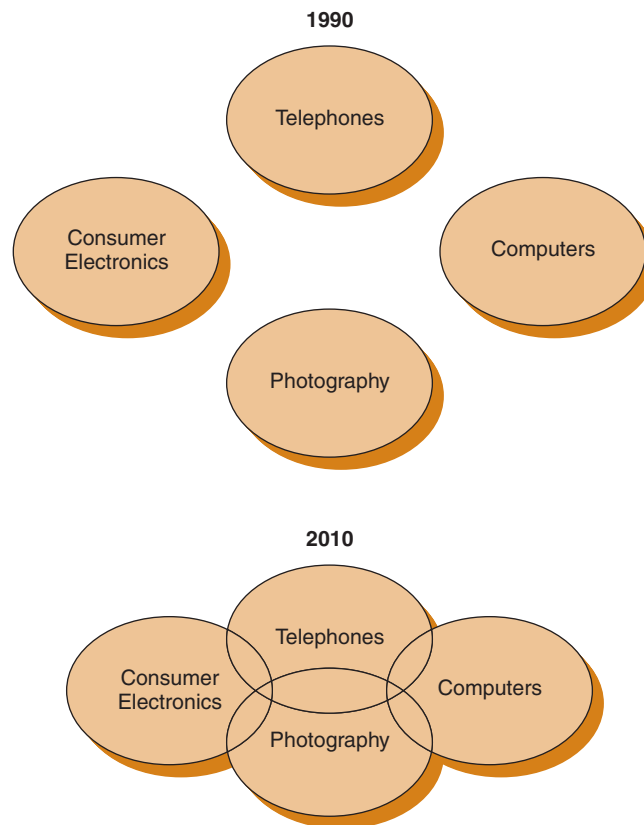 1990
Telephones
Consumer
Electronics
Computers
Photography
2010
Telephones
Consumer
Electronics
Computers
Photography